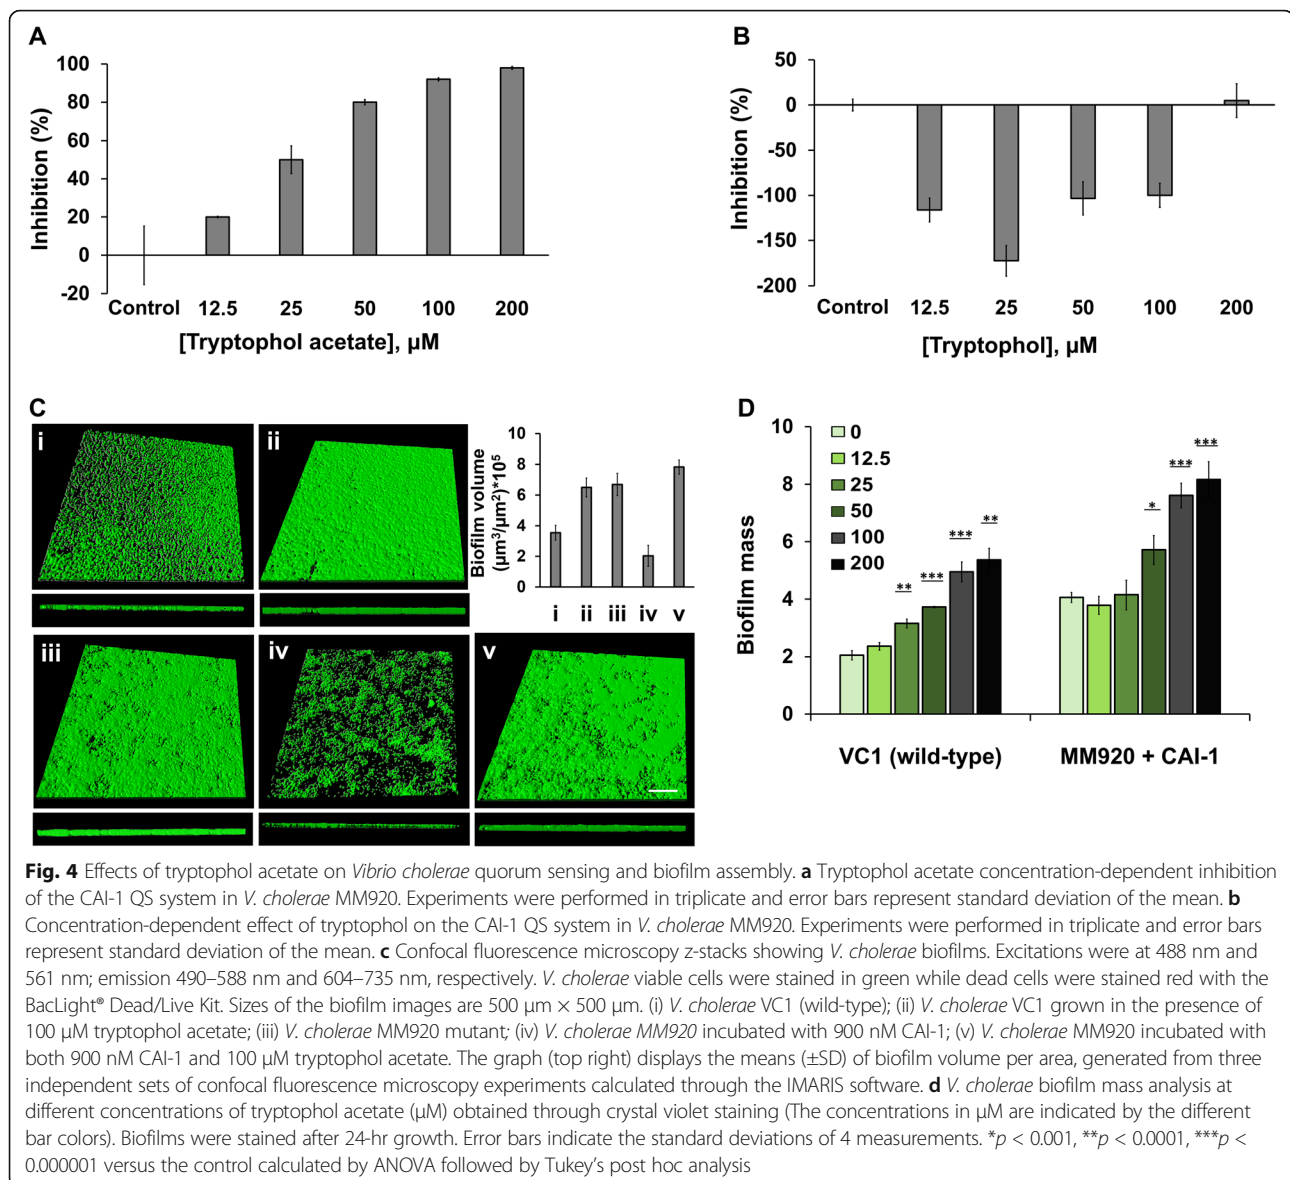 A
100
80
60
40
20
0
-20
Inhibition (%)
Control 12.5 25 50 100 200
[Tryptophol acetate], µM
B
50
0
-50
-100
-150
-200
Inhibition (%)
12.5 25 50 100 200
[Tryptophol], µM
C
i
ii
10
8
6
4
2
0
Biofilm volume
(µm³/µm²)*10⁵
i ii iii iv v
iii
iv
v
D
10
8
6
4
2
0
Biofilm mass
0
12.5
25
50
100
200
** *** *** **
* *** ***
VC1 (wild-type) MM920 + CAI-1
Fig. 4 Effects of tryptophol acetate on Vibrio cholerae quorum sensing and biofilm assembly. a Tryptophol acetate concentration-dependent inhibition
of the CAI-1 QS system in V. cholerae MM920. Experiments were performed in triplicate and error bars represent standard deviation of the mean. b
Concentration-dependent effect of tryptophol on the CAI-1 QS system in V. cholerae MM920. Experiments were performed in triplicate and error bars
represent standard deviation of the mean. c Confocal fluorescence microscopy z-stacks showing V. cholerae biofilms. Excitations were at 488 nm and
561 nm; emission 490–588 nm and 604–735 nm, respectively. V. cholerae viable cells were stained in green while dead cells were stained red with the
BacLight® Dead/Live Kit. Sizes of the biofilm images are 500 µm × 500 µm. (i) V. cholerae VC1 (wild-type); (ii) V. cholerae VC1 grown in the presence of
100 µM tryptophol acetate; (iii) V. cholerae MM920 mutant; (iv) V. cholerae MM920 incubated with 900 nM CAI-1; (v) V. cholerae MM920 incubated with
both 900 nM CAI-1 and 100 µM tryptophol acetate. The graph (top right) displays the means (±SD) of biofilm volume per area, generated from three
independent sets of confocal fluorescence microscopy experiments calculated through the IMARIS software. d V. cholerae biofilm mass analysis at
different concentrations of tryptophol acetate (µM) obtained through crystal violet staining (The concentrations in µM are indicated by the different
bar colors). Biofilms were stained after 24-hr growth. Error bars indicate the standard deviations of 4 measurements. *p < 0.001, **p < 0.0001, ***p <
0.000001 versus the control calculated by ANOVA followed by Tukey's post hoc analysis